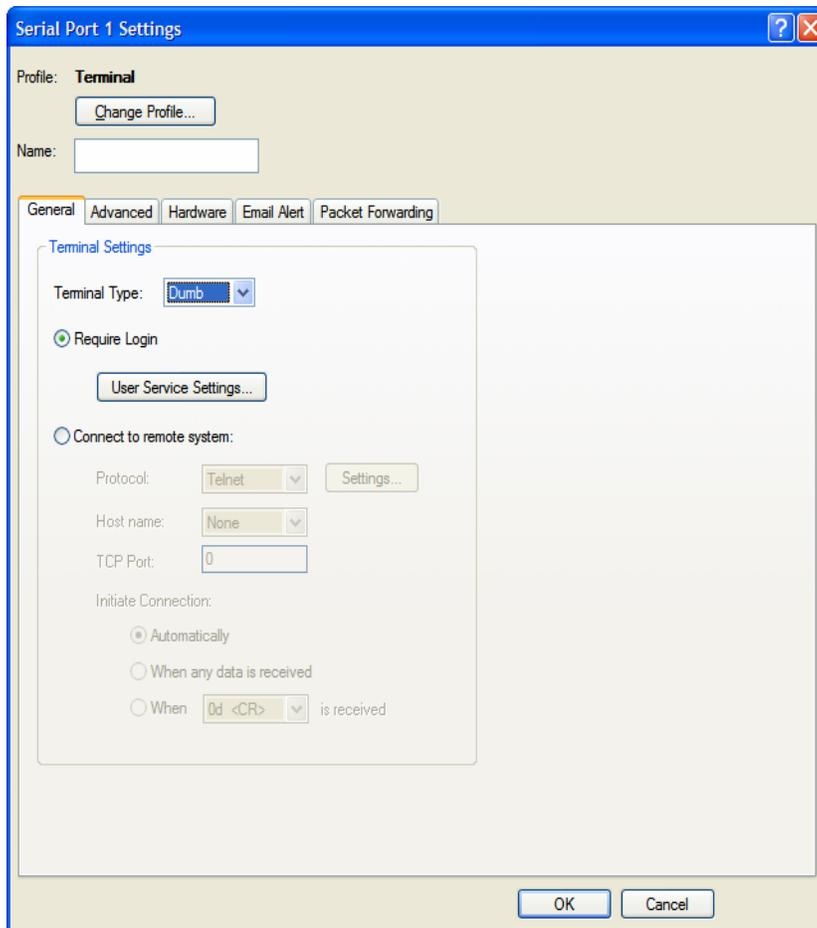 Serial Port 1 Settings
Profile: Terminal
Change Profile...
Name:
General Advanced Hardware Email Alert Packet Forwarding
Terminal Settings
Terminal Type: Dumb
Require Login
User Service Settings...
Connect to remote system:
Protocol: Telnet Settings...
Host name: None
TCP Port: 0
Initiate Connection:
Automatically
When any data is received
When 0d <CR> is received
OK Cancel